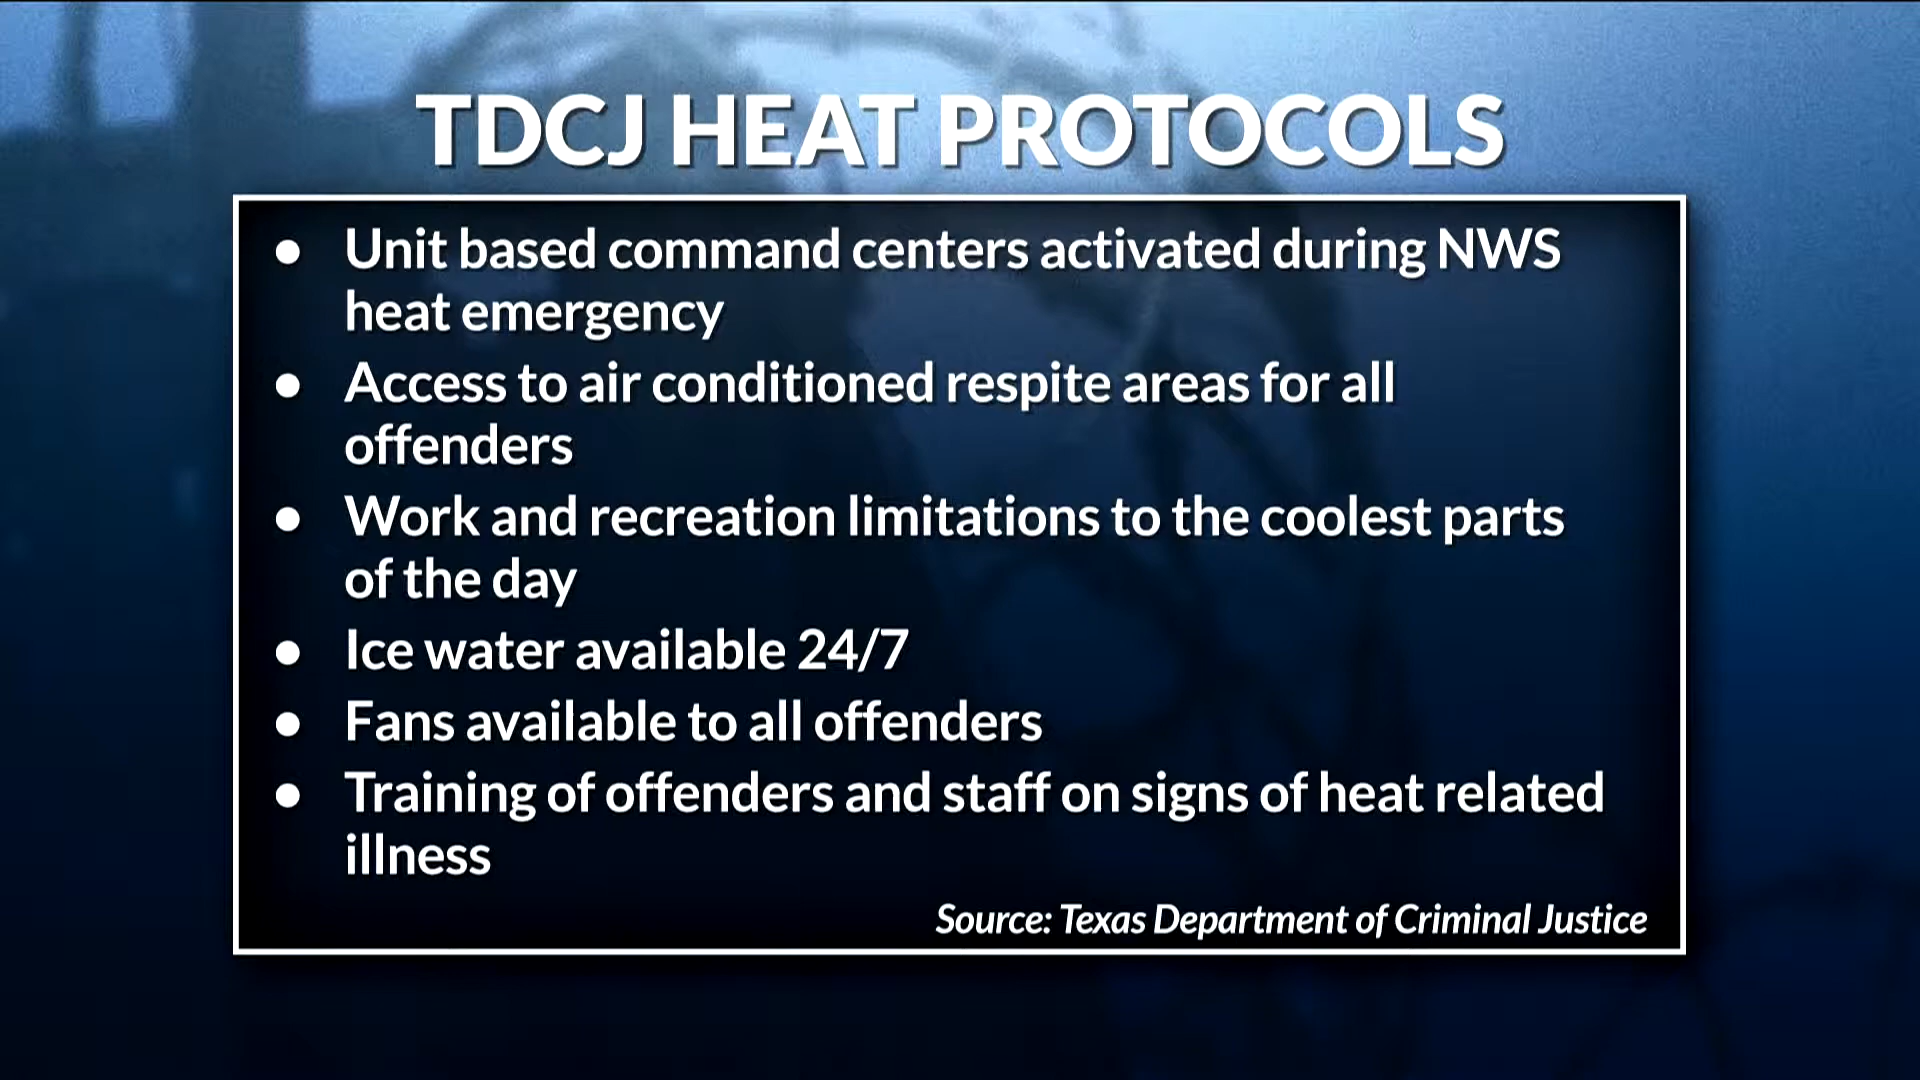 TDCJ HEAT PROTOCOLS
● Unit based command centers activated during NWS
heat emergency
● Access to air conditioned respite areas for all
offenders
● Work and recreation limitations to the coolest parts
of the day
● Ice water available 24/7
● Fans available to all offenders
● Training of offenders and staff on signs of heat related
illness
Source: Texas Department of Criminal Justice